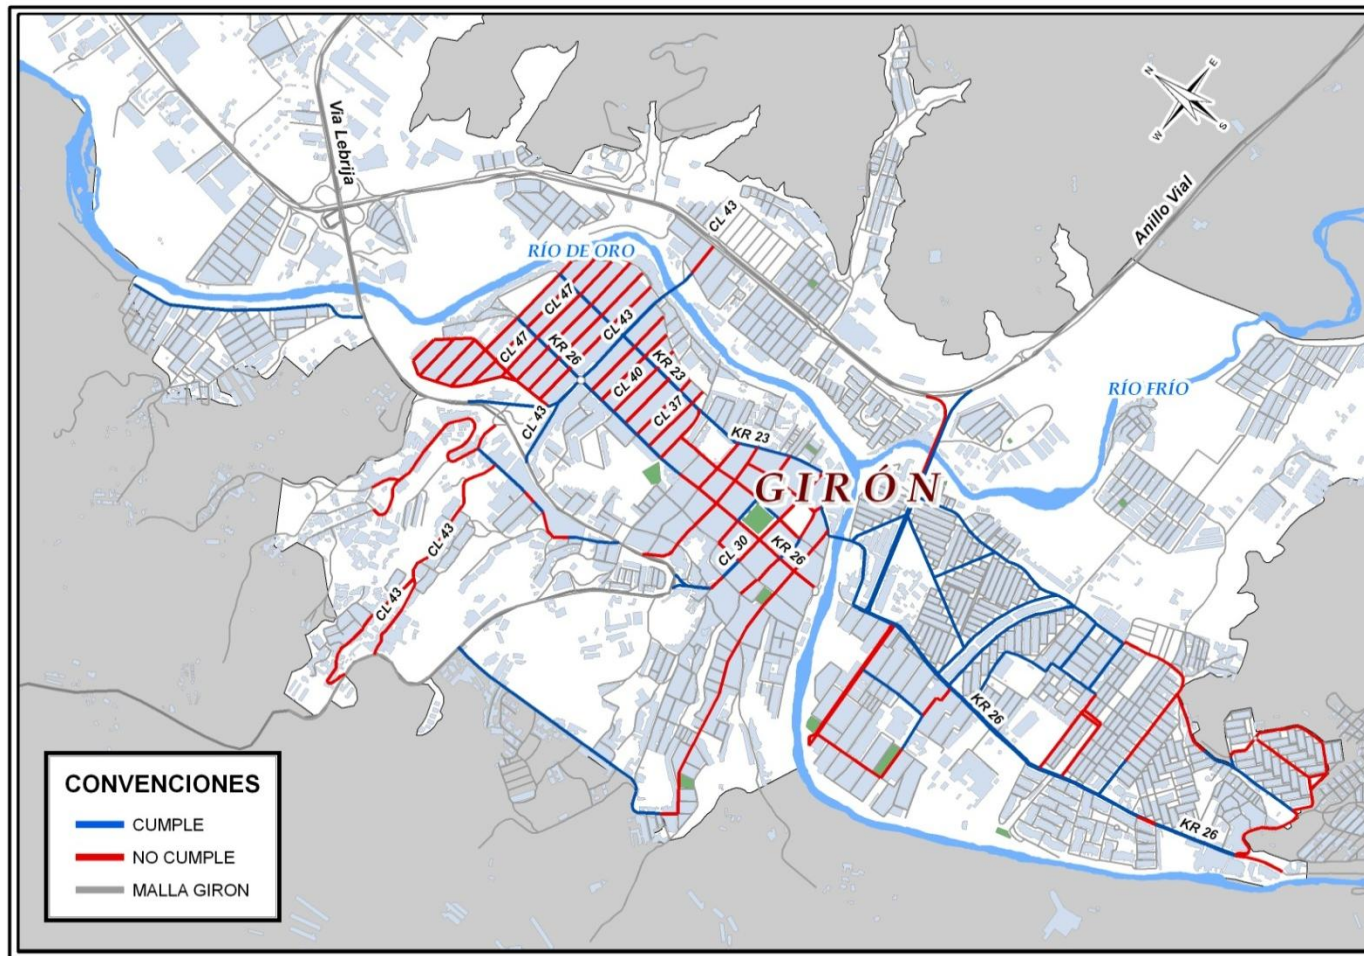 N
E
W
S
Via Lebrija
Anillo Vial
CL 43
RÍO DE ORO
CL 47
CL 43
CL 47
KR 26
KR 23
CL 40
RÍO FRÍO
CL 37
CL 43
KR 23
GIRÓN
CL 43
CL 30
KR 26
CL 43
KR 26
KR 26
CONVENCIONES
CUMPLE
NO CUMPLE
MALLA GIRON